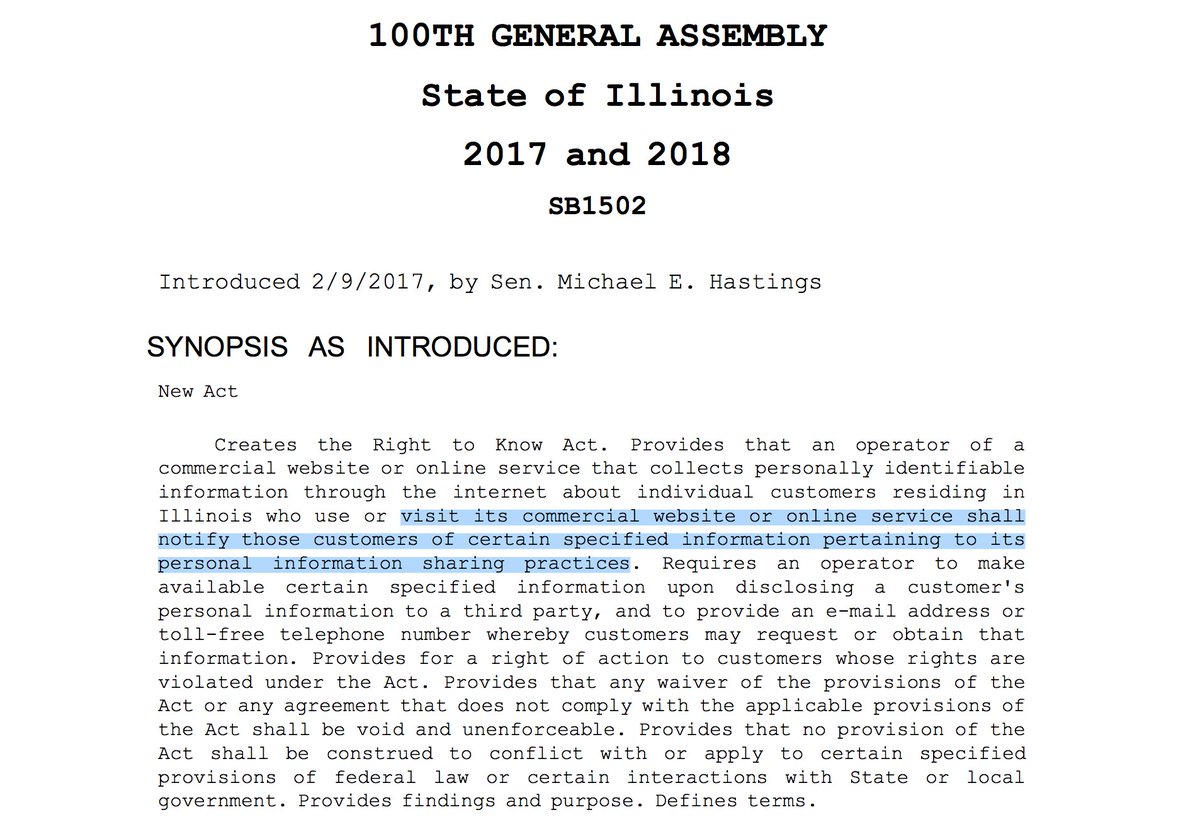 100TH GENERAL ASSEMBLY
State of Illinois
2017 and 2018
SB1502
Introduced 2/9/2017, by Sen. Michael E. Hastings
SYNOPSIS AS INTRODUCED:
New Act
Creates the Right to Know Act. Provides that an operator of a
commercial website or online service that collects personally identifiable
information through the internet about individual customers residing in
Illinois who use or visit its commercial website or online service shall
notify those customers of certain specified information pertaining to its
personal information sharing practices. Requires an operator to make
available certain specified information upon disclosing a customer's
personal information to a third party, and to provide an e-mail address or
toll-free telephone number whereby customers may request or obtain that
information. Provides for a right of action to customers whose rights are
violated under the Act. Provides that any waiver of the provisions of the
Act or any agreement that does not comply with the applicable provisions of
the Act shall be void and unenforceable. Provides that no provision of the
Act shall be construed to conflict with or apply to certain specified
provisions of federal law or certain interactions with State or local
government. Provides findings and purpose. Defines terms.